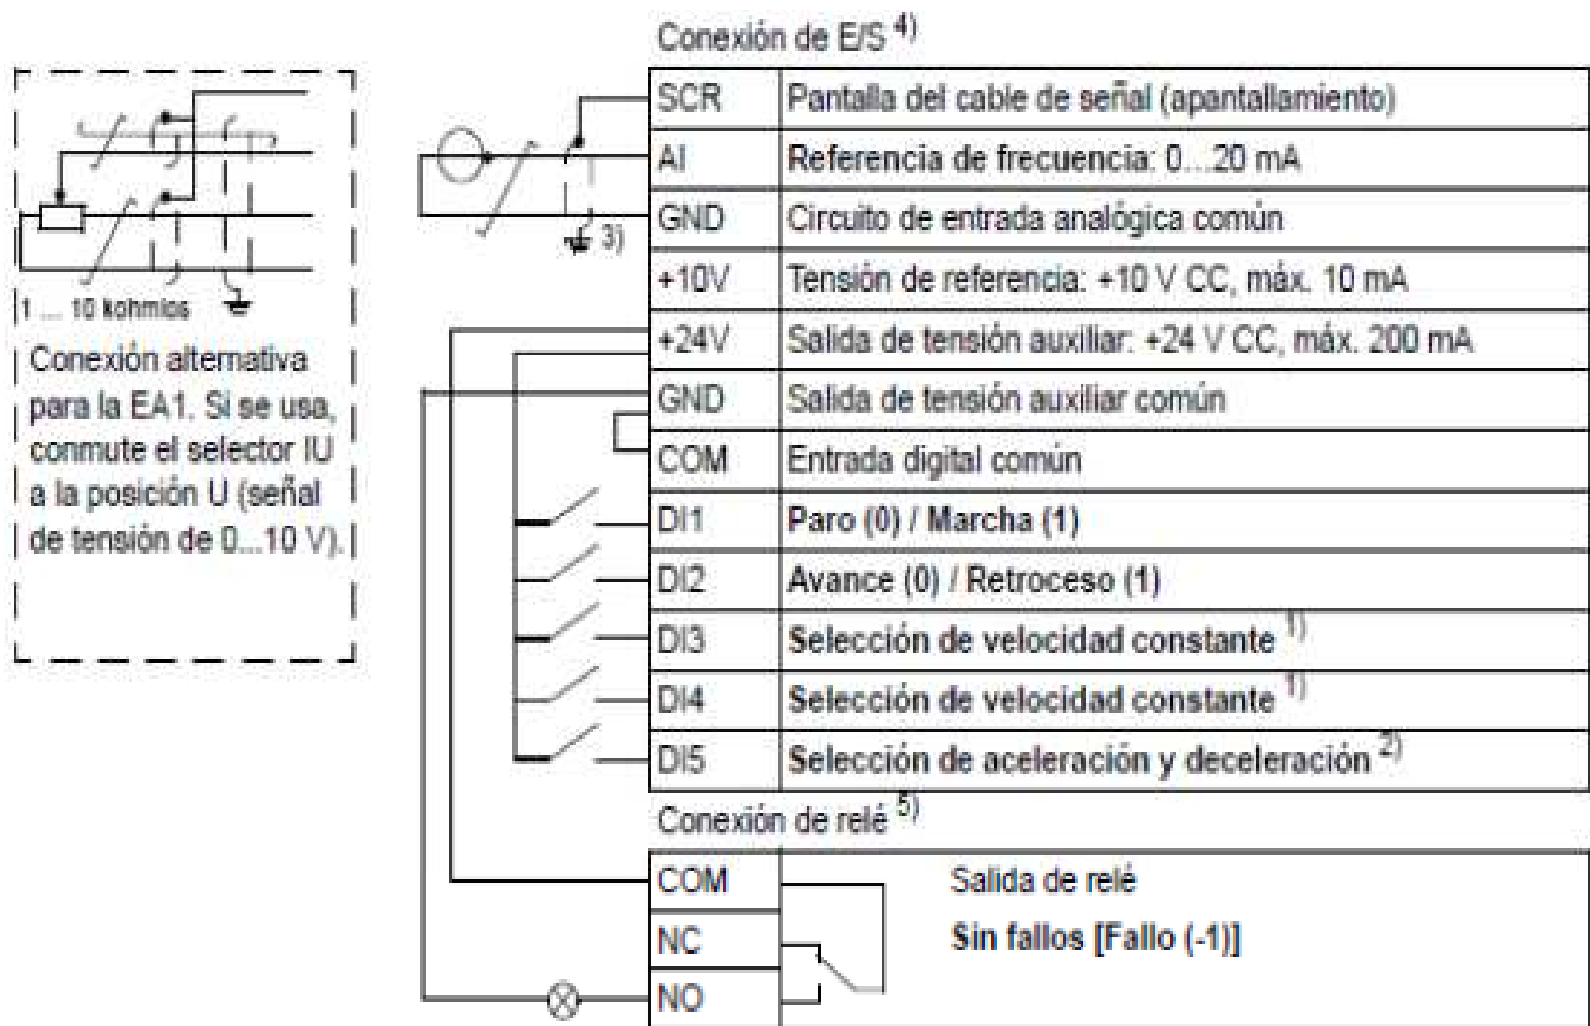 Conexión de E/S 4)
SCR Pantalla del cable de señal (apantallamiento)
AI Referencia de frecuencia: 0...20 mA
GND Circuito de entrada analógica común
3)
+10V Tensión de referencia: +10 V CC, máx. 10 mA
+24V Salida de tensión auxiliar: +24 V CC, máx. 200 mA
GND Salida de tensión auxiliar común
COM Entrada digital común
DI1 Paro (0) / Marcha (1)
DI2 Avance (0) / Retroceso (1)
DI3 Selección de velocidad constante 1)
DI4 Selección de velocidad constante 1)
DI5 Selección de aceleración y deceleración 2)
1 ... 10 kohmios
Conexión alternativa
para la EA1. Si se usa,
conmute el selector IU
a la posición U (señal
de tensión de 0...10 V).
Conexión de relé 5)
COM Salida de relé
NC Sin fallos [Fallo (-1)]
NO